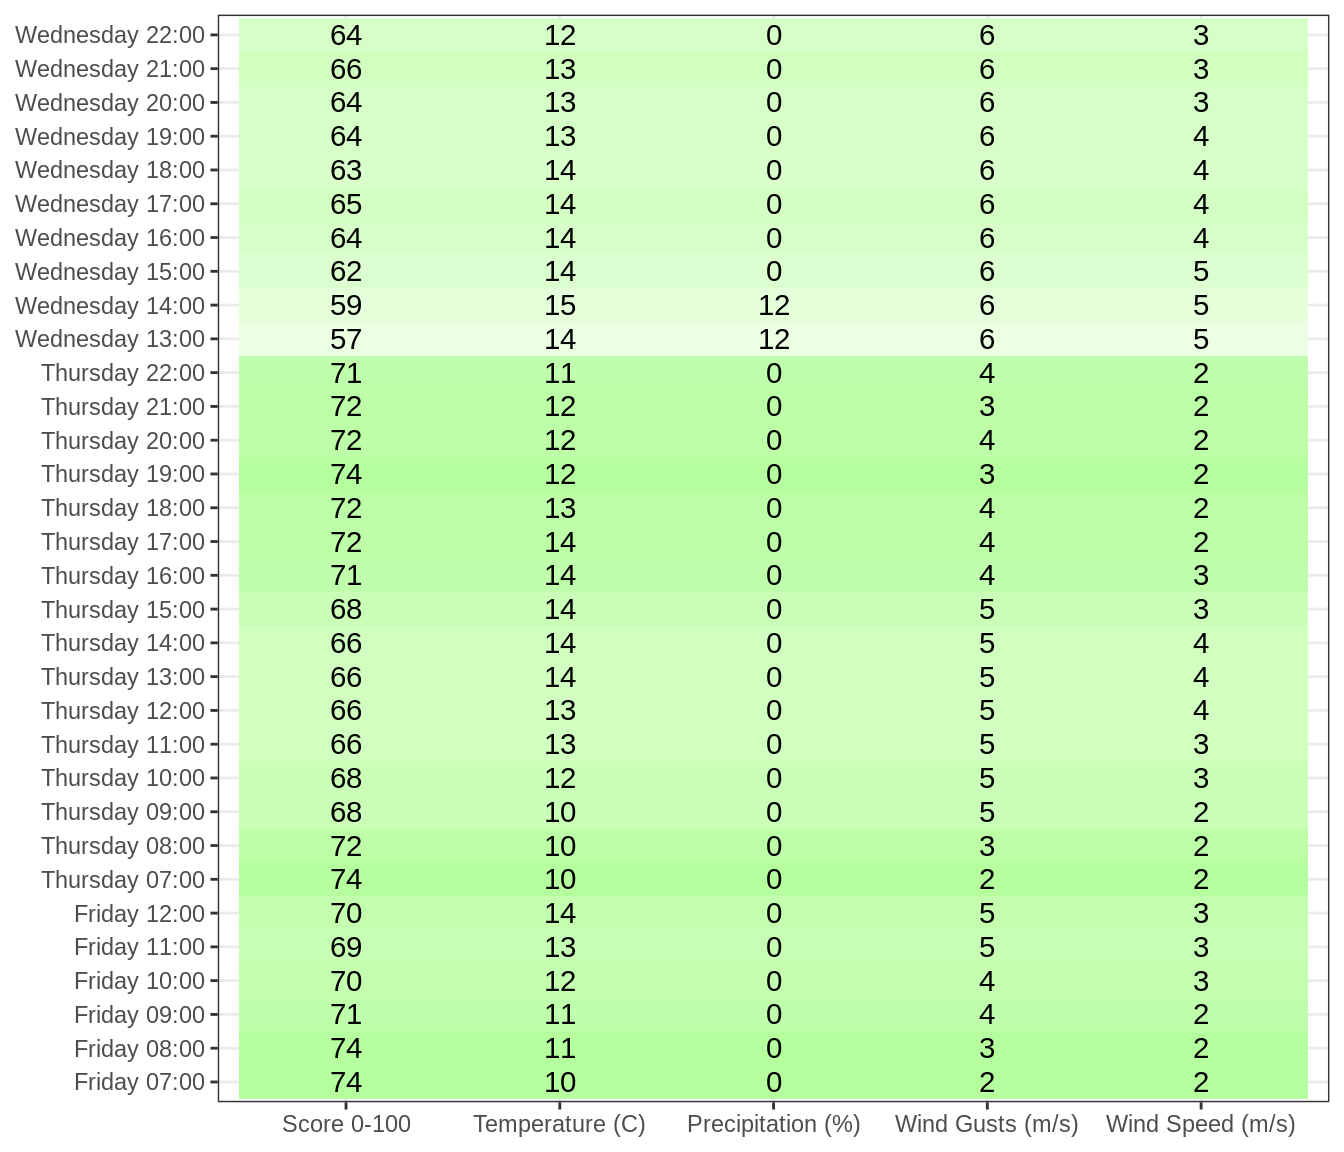 Wednesday 22:00 64 12 0 6 3
Wednesday 21:00 66 13 0 6 3
Wednesday 20:00 64 13 0 6 3
Wednesday 19:00 64 13 0 6 4
Wednesday 18:00 63 14 0 6 4
Wednesday 17:00 65 14 0 6 4
Wednesday 16:00 64 14 0 6 4
Wednesday 15:00 62 14 0 6 5
Wednesday 14:00 59 15 12 6 5
Wednesday 13:00 57 14 12 6 5
Thursday 22:00 71 11 0 4 2
Thursday 21:00 72 12 0 3 2
Thursday 20:00 72 12 0 4 2
Thursday 19:00 74 12 0 3 2
Thursday 18:00 72 13 0 4 2
Thursday 17:00 72 14 0 4 2
Thursday 16:00 71 14 0 4 3
Thursday 15:00 68 14 0 5 3
Thursday 14:00 66 14 0 5 4
Thursday 13:00 66 14 0 5 4
Thursday 12:00 66 13 0 5 4
Thursday 11:00 66 13 0 5 3
Thursday 10:00 68 12 0 5 3
Thursday 09:00 68 10 0 5 2
Thursday 08:00 72 10 0 3 2
Thursday 07:00 74 10 0 2 2
Friday 12:00 70 14 0 5 3
Friday 11:00 69 13 0 5 3
Friday 10:00 70 12 0 4 3
Friday 09:00 71 11 0 4 2
Friday 08:00 74 11 0 3 2
Friday 07:00 74 10 0 2 2
Score 0-100 Temperature (C) Precipitation (%) Wind Gusts (m/s) Wind Speed (m/s)